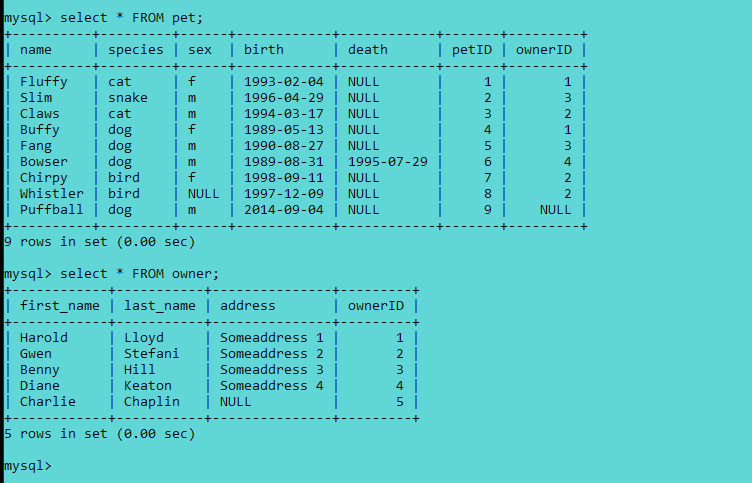 mysql> select * FROM pet;
+----------+---------+------+------------+------------+-------+---------+
| name     | species | sex  | birth      | death      | petID | ownerID |
+----------+---------+------+------------+------------+-------+---------+
| Fluffy   | cat     | f    | 1993-02-04 | NULL       |     1 |       1 |
| Slim     | snake   | m    | 1996-04-29 | NULL       |     2 |       3 |
| Claws    | cat     | m    | 1994-03-17 | NULL       |     3 |       2 |
| Buffy    | dog     | f    | 1989-05-13 | NULL       |     4 |       1 |
| Fang     | dog     | m    | 1990-08-27 | NULL       |     5 |       3 |
| Bowser   | dog     | m    | 1989-08-31 | 1995-07-29 |     6 |       4 |
| Chirpy   | bird    | f    | 1998-09-11 | NULL       |     7 |       2 |
| Whistler | bird    | NULL | 1997-12-09 | NULL       |     8 |       2 |
| Puffball | dog     | m    | 2014-09-04 | NULL       |     9 |    NULL |
+----------+---------+------+------------+------------+-------+---------+
9 rows in set (0.00 sec)

mysql> select * FROM owner;
+------------+-----------+---------------+---------+
| first_name | last_name | address       | ownerID |
+------------+-----------+---------------+---------+
| Harold     | Lloyd     | Someaddress 1 |       1 |
| Gwen       | Stefani   | Someaddress 2 |       2 |
| Benny      | Hill      | Someaddress 3 |       3 |
| Diane      | Keaton    | Someaddress 4 |       4 |
| Charlie    | Chaplin   | NULL          |       5 |
+------------+-----------+---------------+---------+
5 rows in set (0.00 sec)

mysql>